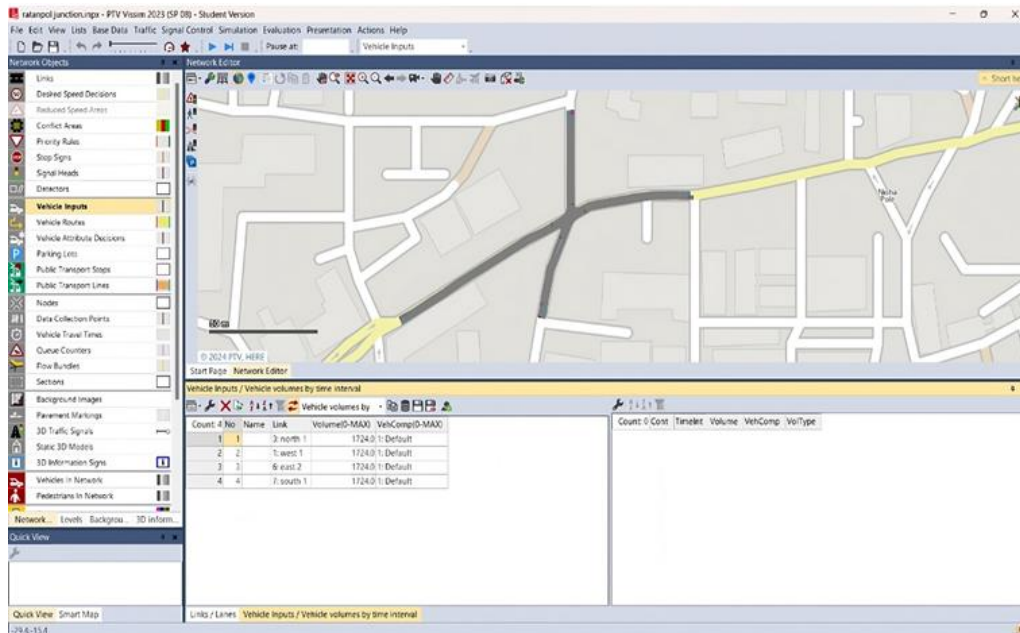 ratanpol junction.inpx - PTV Vissim 2023 (SP 08) - Student Version
File Edit View Lists Base Data Traffic Signal Control Simulation Evaluation Presentation Actions Help
Pause at: Vehicle Inputs
Network Objects
Network Editor
Links
Desired Speed Decisions
Reduced Speed Areas
Conflict Areas
Priority Rules
Stop Signs
Signal Heads
Detectors
Vehicle Inputs
Vehicle Routes
Vehicle Attribute Decisions
Parking Lots
Public Transport Stops
Public Transport Lines
Nodes
Data Collection Points
Vehicle Travel Times
Queue Counters
Flow Bundles
Sections
Background Images
Pavement Markings
3D Traffic Signals
Static 3D Models
3D Information Signs
Vehicles In Network
Pedestrians In Network
Network... Levels Backgrou... 3D inform...
Quick View
Quick View Smart Map
-79.4:-15.4
Short he
Nisha
Pole
© 2024 PTV, HERE
Start Page Network Editor
Vehicle Inputs / Vehicle volumes by time interval
Vehicle volumes by
Count: 4 No Name Link Volume(0-MAX) VehComp(0-MAX)
1 1 3: north 1 1724.0 1: Default
2 2 1: west 1 1724.0 1: Default
3 3 6: east 2 1724.0 1: Default
4 4 7: south 1 1724.0 1: Default
Count: 0 Cont TimeInt Volume VehComp VolType
Links / Lanes Vehicle Inputs / Vehicle volumes by time interval